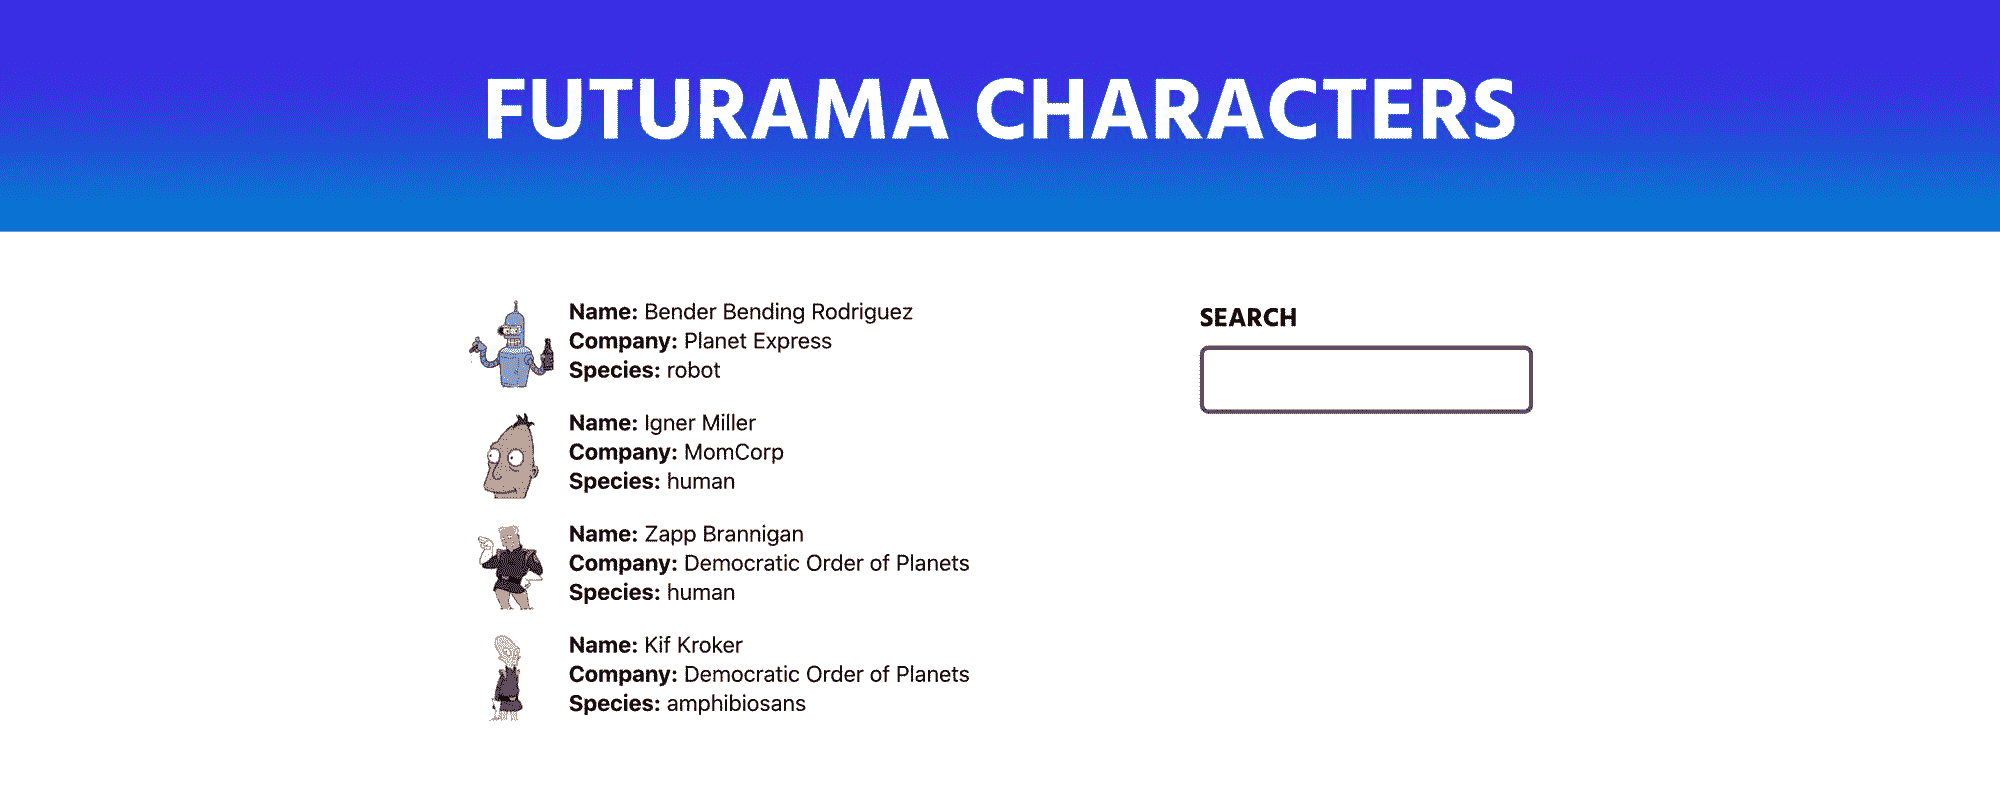 FUTURAMA CHARACTERS
Name: Bender Bending Rodriguez
Company: Planet Express
Species: robot
Name: Igner Miller
Company: MomCorp
Species: human
Name: Zapp Brannigan
Company: Democratic Order of Planets
Species: human
Name: Kif Kroker
Company: Democratic Order of Planets
Species: amphibiosans
SEARCH